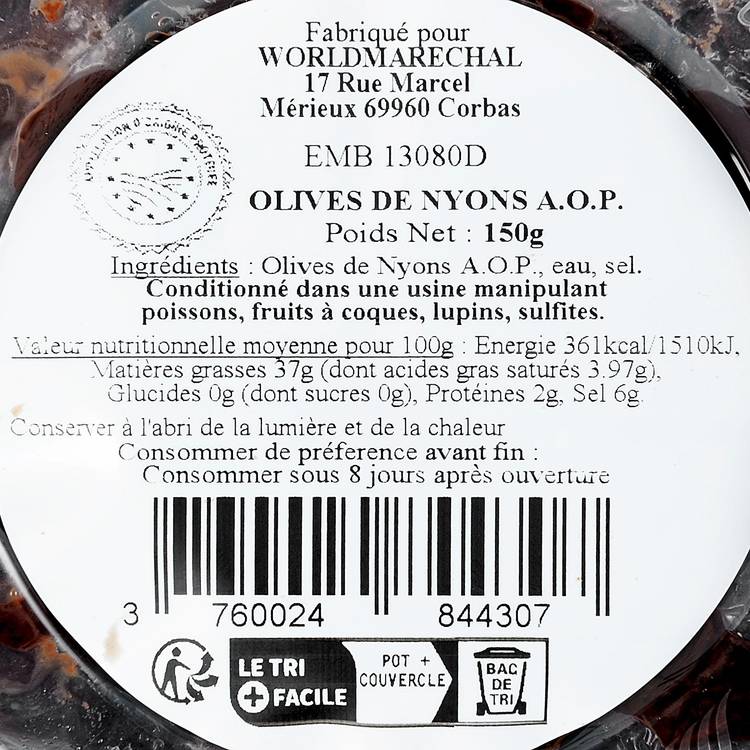 Fabriqué pour
WORLDMARECHAL
17 Rue Marcel
Mérieux 69960 Corbas
APPELLATION D'ORIGINE PROTÉGÉE
EMB 13080D
OLIVES DE NYONS A.O.P.
Poids Net : 150g
Ingrédients : Olives de Nyons A.O.P., eau, sel.
Conditionné dans une usine manipulant
poissons, fruits à coques, lupins, sulfites.
Valeur nutritionnelle moyenne pour 100g : Energie 361kcal/1510kJ,
Matières grasses 37g (dont acides gras saturés 3.97g),
Glucides 0g (dont sucres 0g), Protéines 2g, Sel 6g.
Conserver à l'abri de la lumière et de la chaleur
Consommer de préference avant fin :
Consommer sous 8 jours après ouverture
3 760024 844307
LE TRI
+ FACILE
POT +
COUVERCLE
BAC
DE
TRI